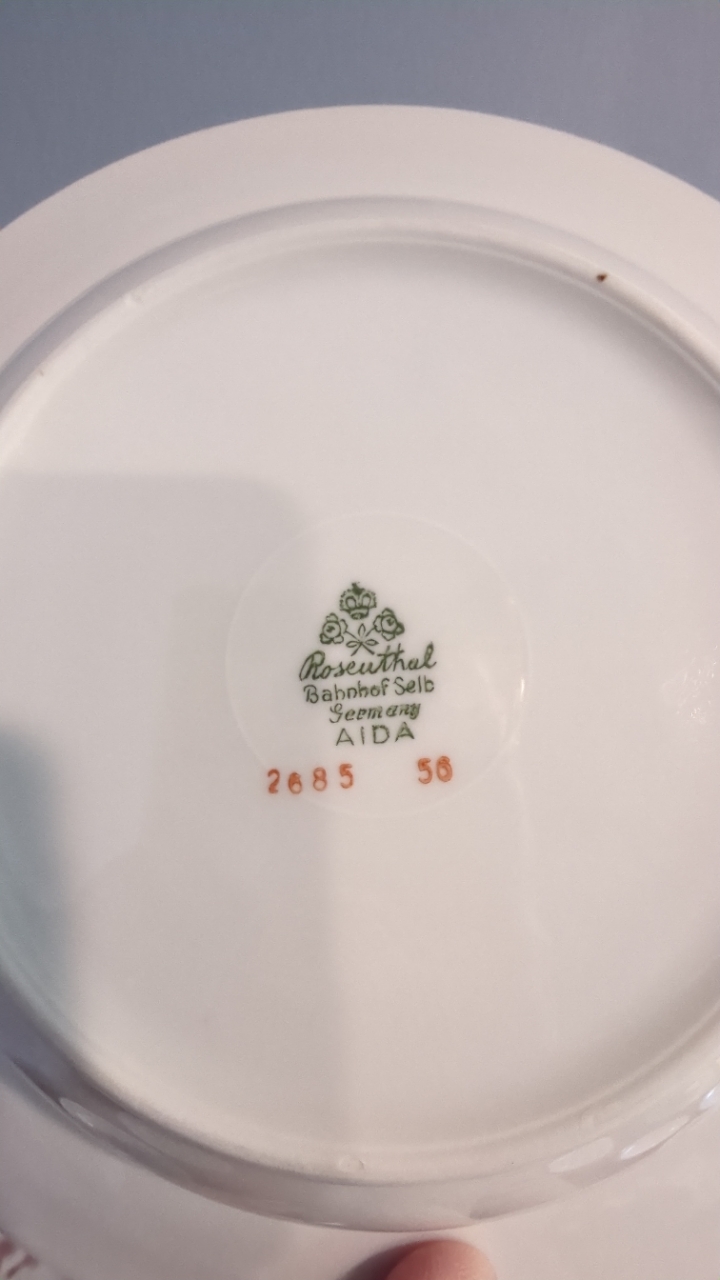 Rosenthal
Bahnhof Selb
Germany
AIDA
2685 56